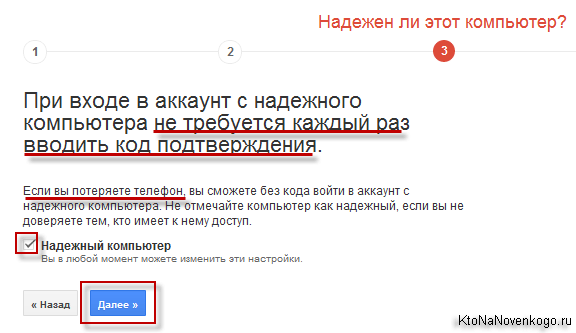 Надежен ли этот компьютер?
1
2
3
При входе в аккаунт с надежного
компьютера не требуется каждый раз
вводить код подтверждения.
Если вы потеряете телефон, вы сможете без кода войти в аккаунт с
надежного компьютера. Не отмечайте компьютер как надежный, если вы не
доверяете тем, кто имеет к нему доступ.
Надежный компьютер
Вы в любой момент можете изменить эти настройки.
« Назад
Далее »
KtoNaNovenkogo.ru